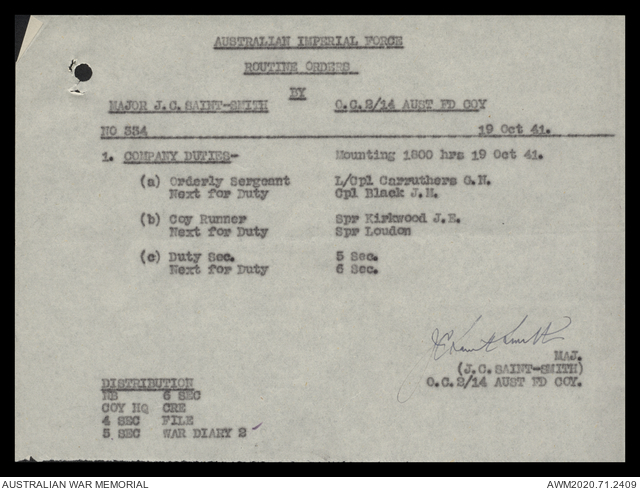 AUSTRALIAN IMPERIAL FORCE
ROUTINE ORDERS
BY
MAJOR J.C. SAINT-SMITH O.C. 2/14 AUST FD COY
NO 334 19 Oct 41.
1. COMPANY DUTIES- Mounting 1800 hrs 19 Oct 41.
(a) Orderly Sergeant L/Cpl Carruthers G.N.
Next for Duty Cpl Black J.M.
(b) Coy Runner Spr Kirkwood J.E.
Next for Duty Spr Loudon
(c) Duty Sec. 5 Sec.
Next for Duty 6 Sec.
JC Saint Smith
MAJ.
(J.C. SAINT-SMITH)
O.C. 2/14 AUST FD COY.
DISTRIBUTION
NB 6 SEC
COY HQ CRE
4 SEC FILE
5 SEC WAR DIARY 2
AUSTRALIAN WAR MEMORIAL AWM2020.71.2409